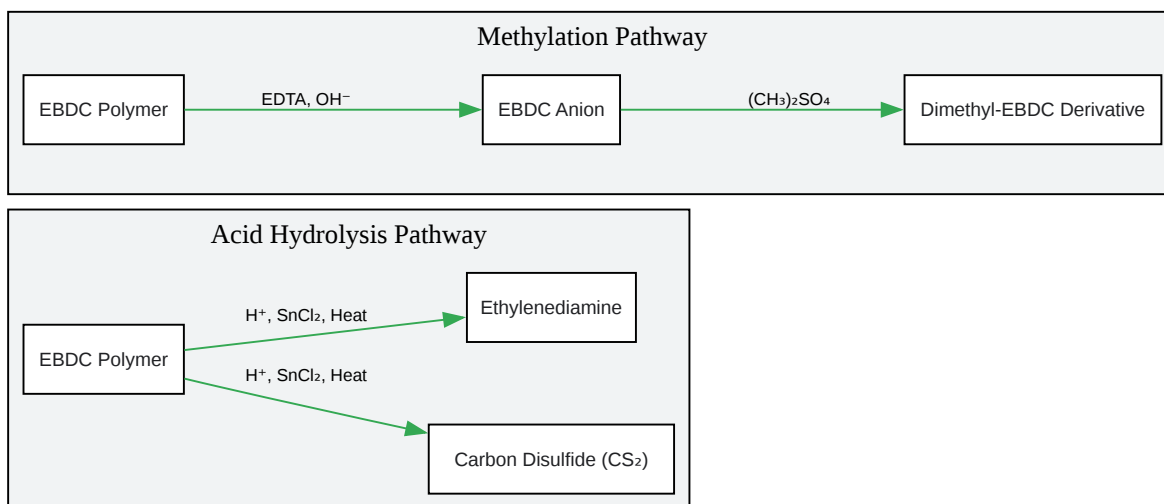 Methylation Pathway
EBDC Polymer
EDTA, OH⁻
EBDC Anion
(CH₃)₂SO₄
Dimethyl-EBDC Derivative
Acid Hydrolysis Pathway
EBDC Polymer
H⁺, SnCl₂, Heat
Ethylenediamine
H⁺, SnCl₂, Heat
Carbon Disulfide (CS₂)